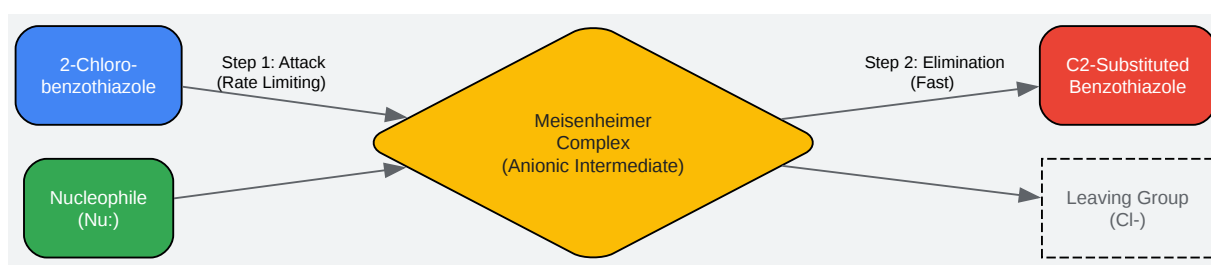 2-Chloro-
benzothiazole
Step 1: Attack
(Rate Limiting)
Nucleophile
(Nu:)
Meisenheimer
Complex
(Anionic Intermediate)
Step 2: Elimination
(Fast)
C2-Substituted
Benzothiazole
Leaving Group
(Cl-)